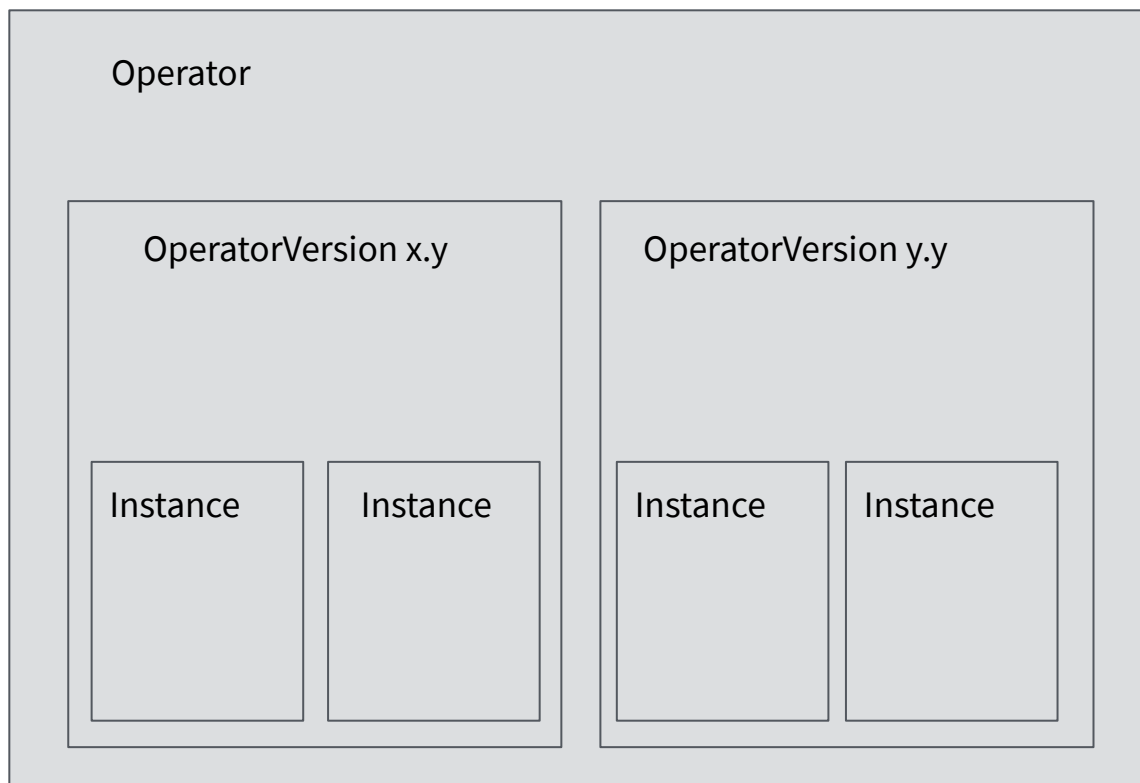 Operator
OperatorVersion x.y
OperatorVersion y.y
Instance
Instance
Instance
Instance